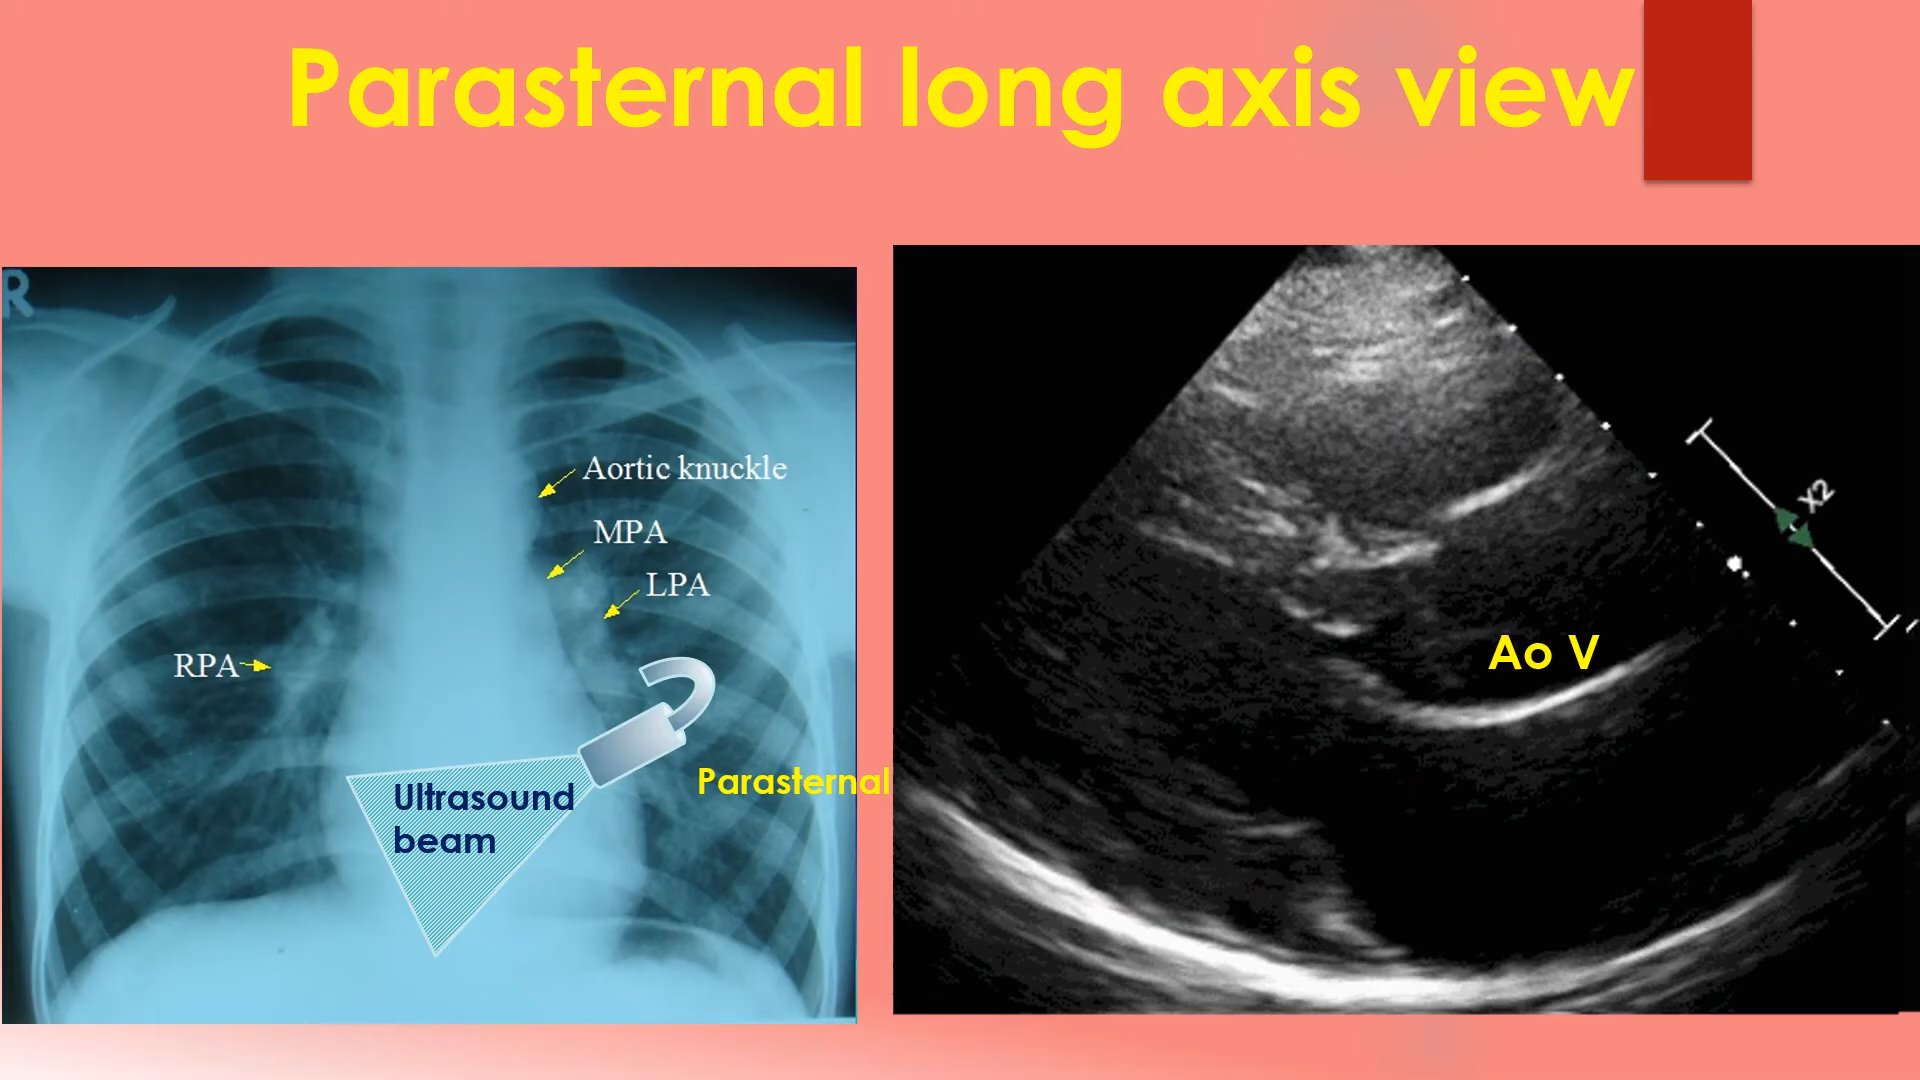 Parasternal long axis view
R
Aortic knuckle
MPA
LPA
RPA
Ultrasound
beam
Parasternal
X2
Ao V